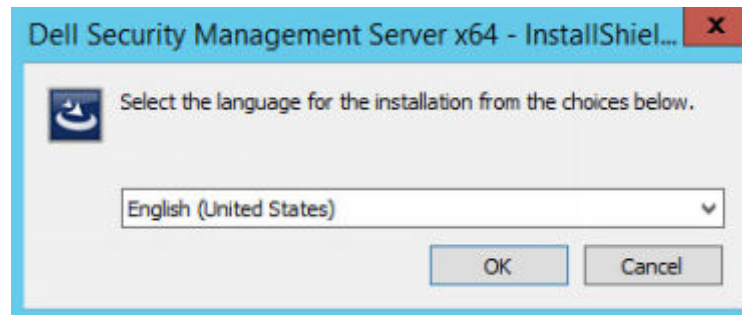 Dell Security Management Server x64 - InstallShiel...
x
Select the language for the installation from the choices below.
English (United States)
OK
Cancel